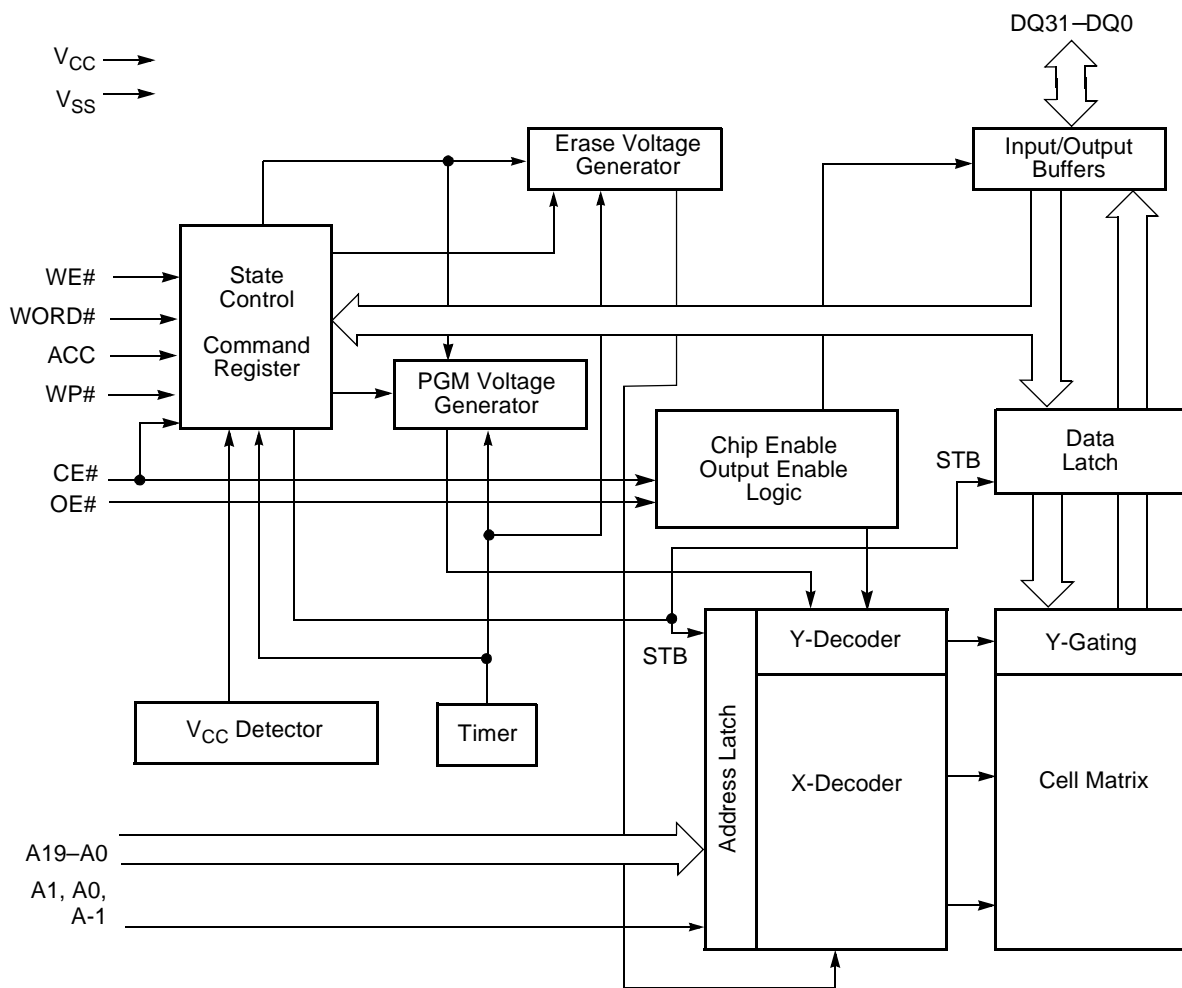 DQ31–DQ0
VCC
VSS
Erase Voltage
Generator
Input/Output
Buffers
WE#
WORD#
ACC
WP#
CE#
OE#
State
Control
Command
Register
PGM Voltage
Generator
Chip Enable
Output Enable
Logic
STB
Data
Latch
STB
Y-Decoder
Y-Gating
VCC Detector
Timer
Address Latch
X-Decoder
Cell Matrix
A19–A0
A1, A0,
A-1